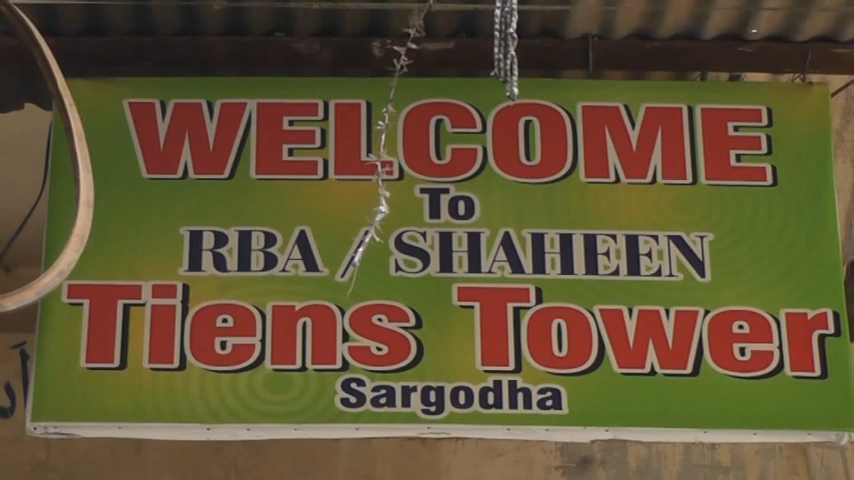 WELCOME
To
RBA / SHAHEEN
Tiens Tower
Sargodha